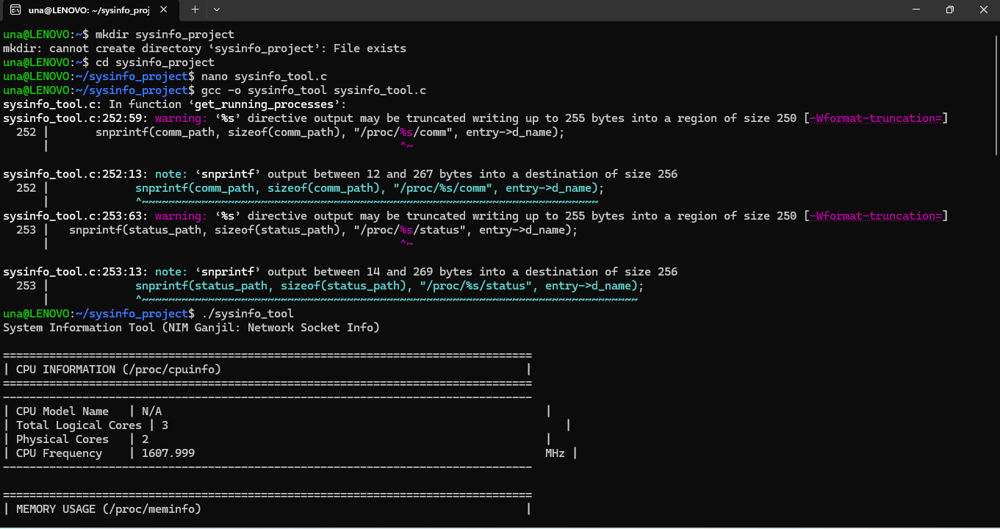 una@LENOVO: ~/sysinfo_proj
una@LENOVO:~$ mkdir sysinfo_project
mkdir: cannot create directory ‘sysinfo_project’: File exists
una@LENOVO:~$ cd sysinfo_project
una@LENOVO:~/sysinfo_project$ nano sysinfo_tool.c
una@LENOVO:~/sysinfo_project$ gcc -o sysinfo_tool sysinfo_tool.c
sysinfo_tool.c: In function ‘get_running_processes’:
sysinfo_tool.c:252:59: warning: ‘%s’ directive output may be truncated writing up to 255 bytes into a region of size 250 [-Wformat-truncation=]
  252 |       snprintf(comm_path, sizeof(comm_path), "/proc/%s/comm", entry->d_name);
      |                                                     ^~
sysinfo_tool.c:252:13: note: ‘snprintf’ output between 12 and 267 bytes into a destination of size 256
  252 |             snprintf(comm_path, sizeof(comm_path), "/proc/%s/comm", entry->d_name);
      |             ^~~~~~~~~~~~~~~~~~~~~~~~~~~~~~~~~~~~~~~~~~~~~~~~~~~~~~~~~~~~~~~~~~~~~~
sysinfo_tool.c:253:63: warning: ‘%s’ directive output may be truncated writing up to 255 bytes into a region of size 250 [-Wformat-truncation=]
  253 |   snprintf(status_path, sizeof(status_path), "/proc/%s/status", entry->d_name);
      |                                                     ^~
sysinfo_tool.c:253:13: note: ‘snprintf’ output between 14 and 269 bytes into a destination of size 256
  253 |             snprintf(status_path, sizeof(status_path), "/proc/%s/status", entry->d_name);
      |             ^~~~~~~~~~~~~~~~~~~~~~~~~~~~~~~~~~~~~~~~~~~~~~~~~~~~~~~~~~~~~~~~~~~~~~~~~~~~
una@LENOVO:~/sysinfo_project$ ./sysinfo_tool
System Information Tool (NIM Ganjil: Network Socket Info)
================================================================================
| CPU INFORMATION (/proc/cpuinfo)                                              |
================================================================================
--------------------------------------------------------------------------------
| CPU Model Name   | N/A                                                          |
| Total Logical Cores | 3                                                            |
| Physical Cores   | 2                                                            |
| CPU Frequency    | 1607.999                                                     MHz |
--------------------------------------------------------------------------------
================================================================================
| MEMORY USAGE (/proc/meminfo)                                                 |